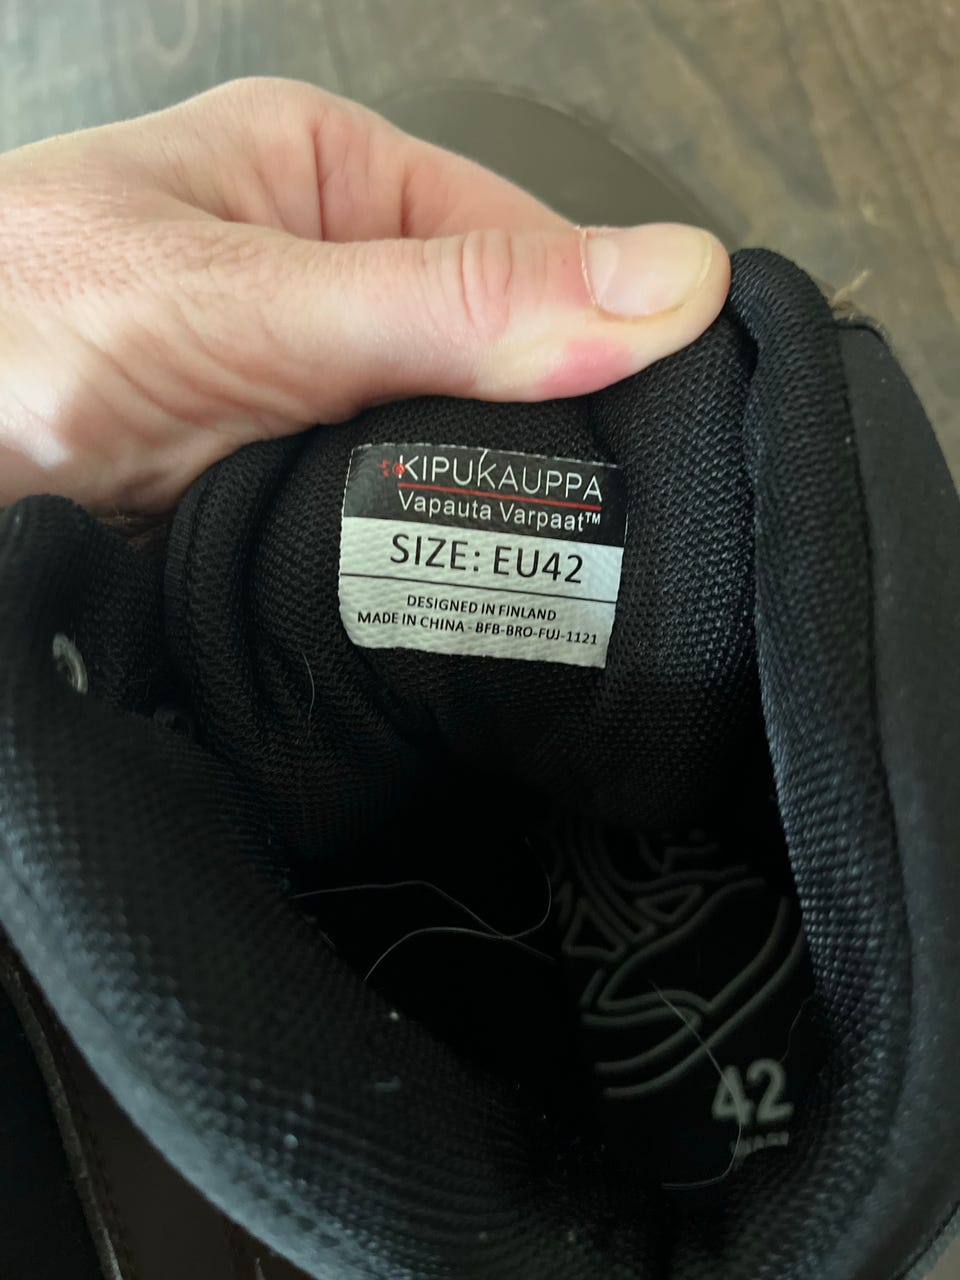 KIPUKAUPPA
Vapauta Varpaat™
SIZE: EU42
DESIGNED IN FINLAND
MADE IN CHINA - BFB-BRO-FUJ-1121
42